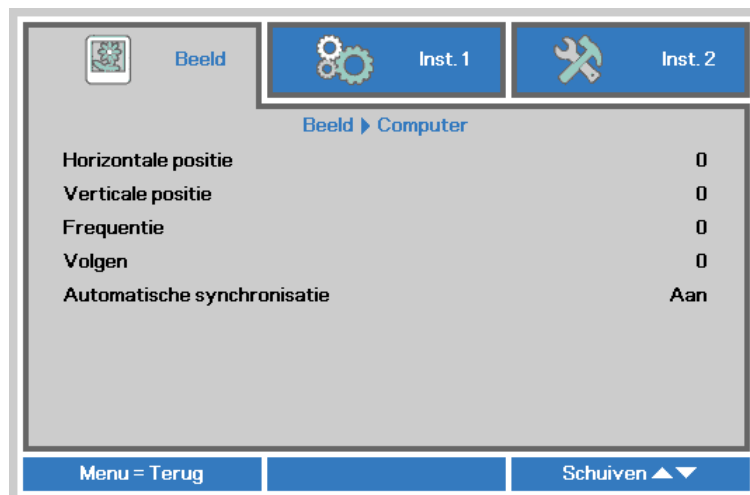 Beeld
Inst. 1
Inst. 2
Beeld Computer
Horizontale positie 0
Verticale positie 0
Frequentie 0
Volgen 0
Automatische synchronisatie Aan
Menu = Terug
Schuiven